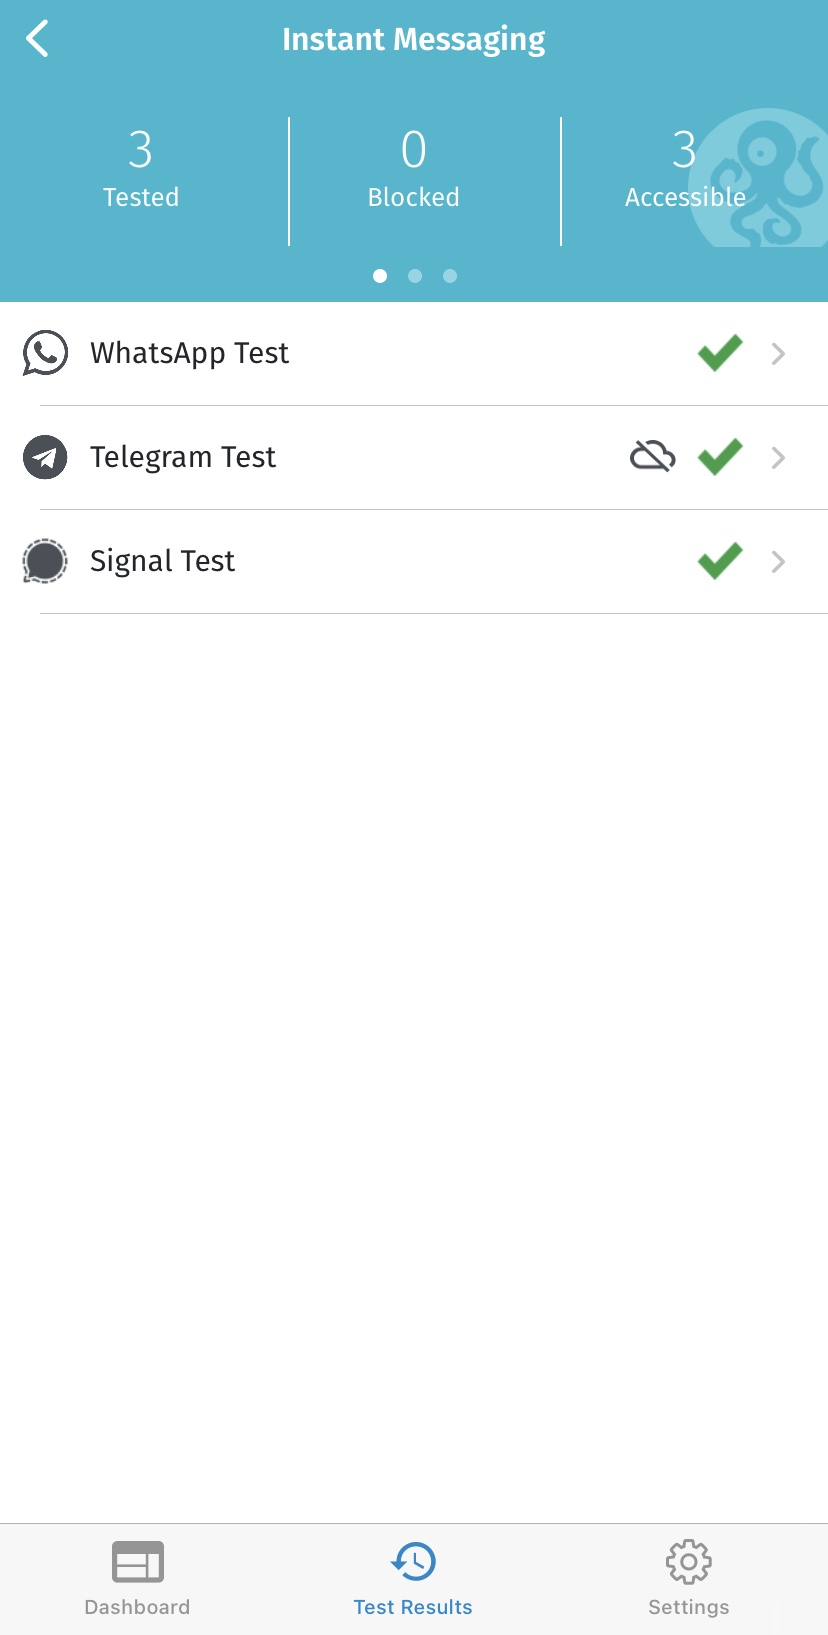 Instant Messaging
3
Tested
0
Blocked
3
Accessible
WhatsApp Test
Telegram Test
Signal Test
Dashboard
Test Results
Settings